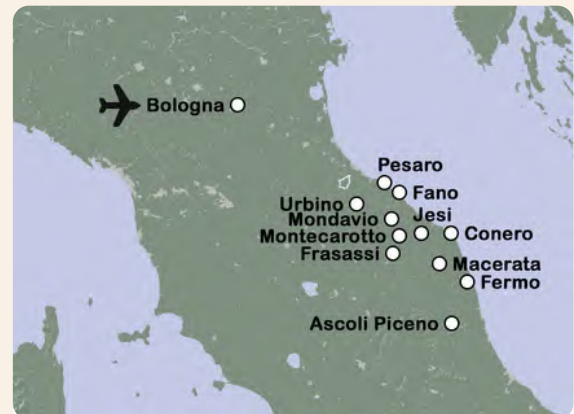 Bologna
Pesaro
Fano
Urbino
Jesi
Mondavio
Montecarotto
Conero
Frasassi
Macerata
Fermo
Ascoli Piceno